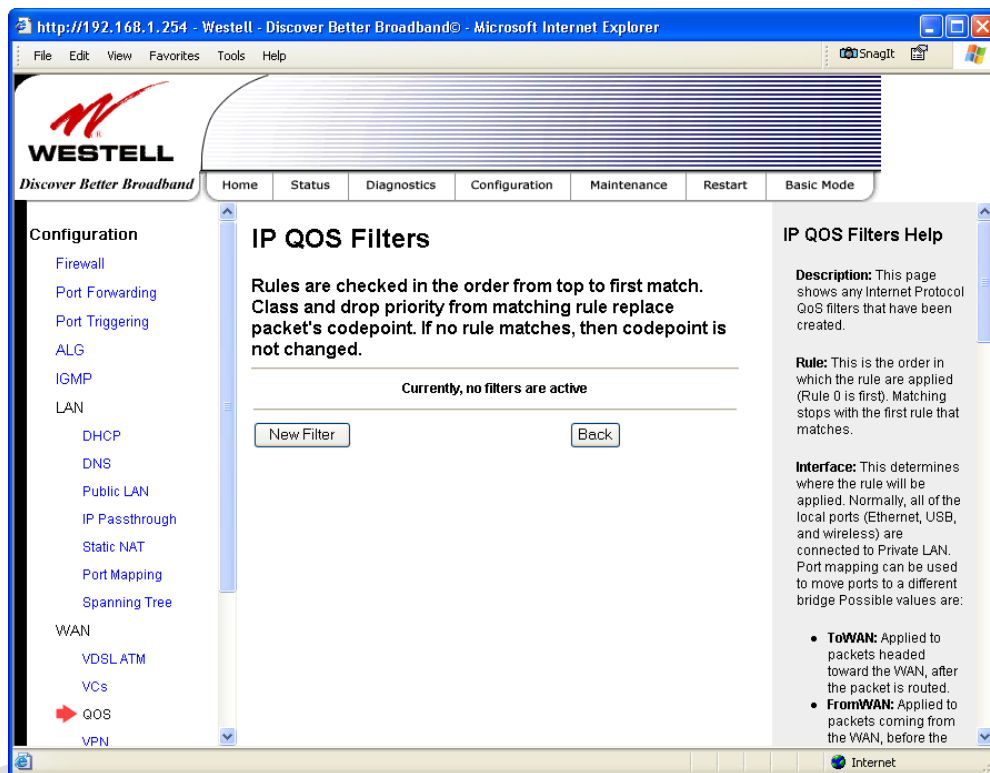 http://192.168.1.254 - Westell - Discover Better Broadband© - Microsoft Internet Explorer
File Edit View Favorites Tools Help
SnagIt
WESTELL
®
Discover Better Broadband
Home Status Diagnostics Configuration Maintenance Restart Basic Mode
Configuration
Firewall
Port Forwarding
Port Triggering
ALG
IGMP
LAN
DHCP
DNS
Public LAN
IP Passthrough
Static NAT
Port Mapping
Spanning Tree
WAN
VDSL ATM
VCs
QOS
VPN
IP QOS Filters
Rules are checked in the order from top to first match.
Class and drop priority from matching rule replace
packet's codepoint. If no rule matches, then codepoint is
not changed.
Currently, no filters are active
New Filter Back
IP QOS Filters Help
Description: This page
shows any Internet Protocol
QoS filters that have been
created.
Rule: This is the order in
which the rule are applied
(Rule 0 is first). Matching
stops with the first rule that
matches.
Interface: This determines
where the rule will be
applied. Normally, all of the
local ports (Ethernet, USB,
and wireless) are
connected to Private LAN.
Port mapping can be used
to move ports to a different
bridge Possible values are:
• ToWAN: Applied to
packets headed
toward the WAN, after
the packet is routed.
• FromWAN: Applied to
packets coming from
the WAN, before the
Internet